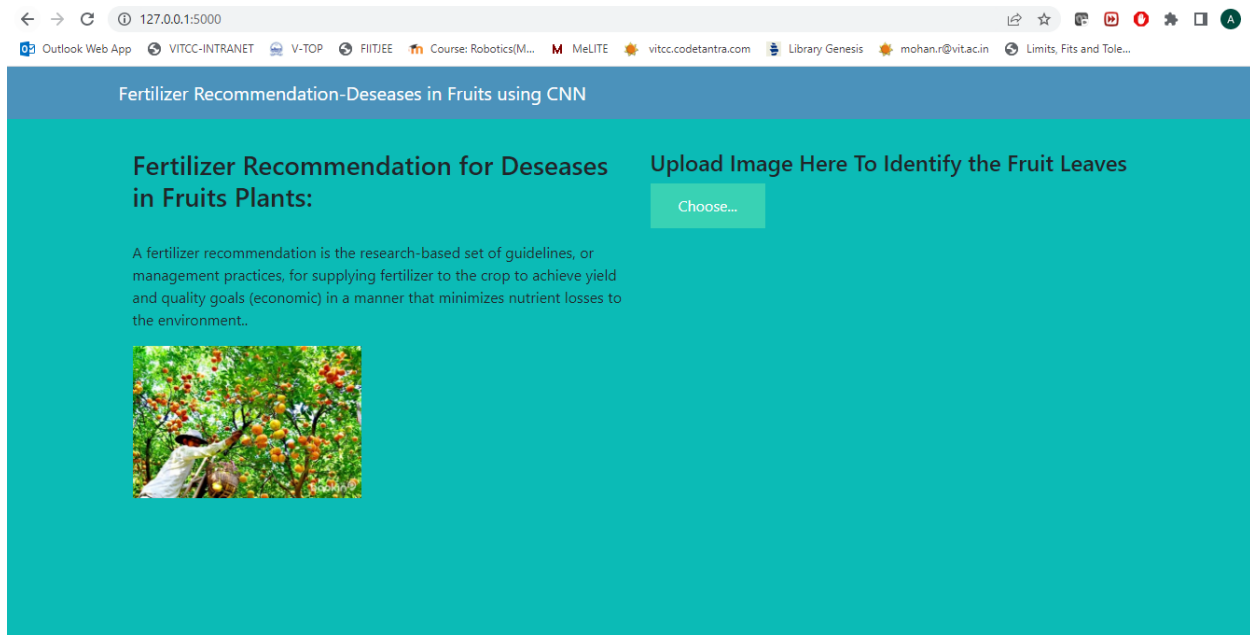 127.0.0.1:5000
A
Outlook Web App VITCC-INTRANET V-TOP FIITJEE Course: Robotics(M... MeLITE vitcc.codetantra.com Library Genesis mohan.r@vit.ac.in Limits, Fits and Tole...
Fertilizer Recommendation-Deseases in Fruits using CNN
Fertilizer Recommendation for Deseases
in Fruits Plants:
A fertilizer recommendation is the research-based set of guidelines, or
management practices, for supplying fertilizer to the crop to achieve yield
and quality goals (economic) in a manner that minimizes nutrient losses to
the environment..
Upload Image Here To Identify the Fruit Leaves
Choose...